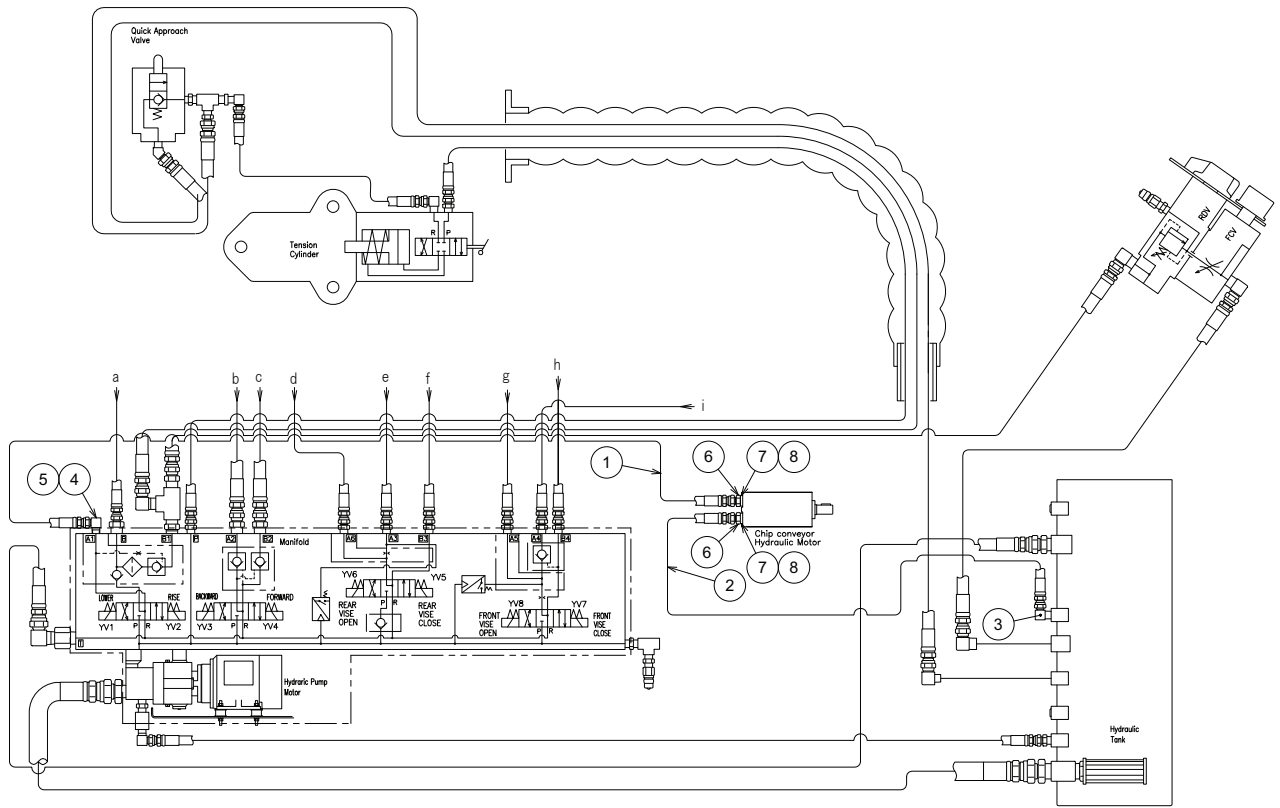 Quick Approach
Valve
Tension
Cylinder
R P
RDV
FCV
a
b
c
d
e
f
g
h
i
1
2
3
4
5
6
7
8
6
7
8
Chip conveyor
Hydraulic Motor
A1
B
B1
P
A2
B2
Manifold
A6
A3
B3
A5
A4
B4
LOWER
RISE
YV1
P R
YV2
BACKWARD
FORWARD
YV3
P R
YV4
YV6
YV5
REAR
VISE
OPEN
P R
REAR
VISE
CLOSE
YV8
YV7
FRONT
VISE
OPEN
P R
FRONT
VISE
CLOSE
T
Hydraric Pump
Motor
Hydraulic
Tank